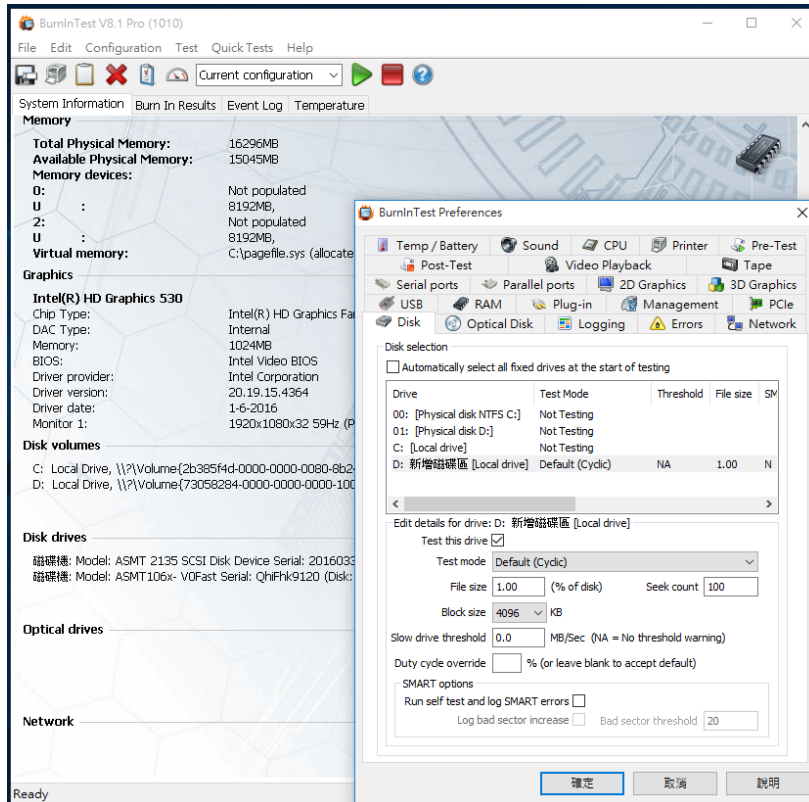 BurnInTest V8.1 Pro (1010)
File Edit Configuration Test Quick Tests Help
Current configuration
System Information Burn In Results Event Log Temperature
Memory
Total Physical Memory: 16296MB
Available Physical Memory: 15045MB
Memory devices:
0: Not populated
U : 8192MB,
2: Not populated
U : 8192MB,
Virtual memory: C:\pagefile.sys (allocate
Graphics
Intel(R) HD Graphics 530
Chip Type: Intel(R) HD Graphics Fa
DAC Type: Internal
Memory: 1024MB
BIOS: Intel Video BIOS
Driver provider: Intel Corporation
Driver version: 20.19.15.4364
Driver date: 1-6-2016
Monitor 1: 1920x1080x32 59Hz (P
Disk volumes
C: Local Drive, \\?\Volume{2b385f4d-0000-0000-0080-8b2
D: Local Drive, \\?\Volume{73058284-0000-0000-0000-100
Disk drives
磁碟機: Model: ASMT 2135 SCSI Disk Device Serial: 2016033
磁碟機: Model: ASMT106x- V0Fast Serial: QhiFhk9120 (Disk:
Optical drives
Network
Ready
BurnInTest Preferences
Temp / Battery Sound CPU Printer Pre-Test
Post-Test Video Playback Tape
Serial ports Parallel ports 2D Graphics 3D Graphics
USB RAM Plug-in Management PCIe
Disk Optical Disk Logging Errors Network
Disk selection
Automatically select all fixed drives at the start of testing
Drive Test Mode Threshold File size SM
00: [Physical disk NTFS C:] Not Testing
01: [Physical disk D:] Not Testing
C: [Local drive] Not Testing
D: 新增磁碟區 [Local drive] Default (Cyclic) NA 1.00 N
Edit details for drive: D: 新增磁碟區 [Local drive]
Test this drive
Test mode Default (Cyclic)
File size 1.00 (% of disk) Seek count 100
Block size 4096 KB
Slow drive threshold 0.0 MB/Sec (NA = No threshold warning)
Duty cycle override % (or leave blank to accept default)
SMART options
Run self test and log SMART errors
Log bad sector increase Bad sector threshold 20
確定 取消 說明